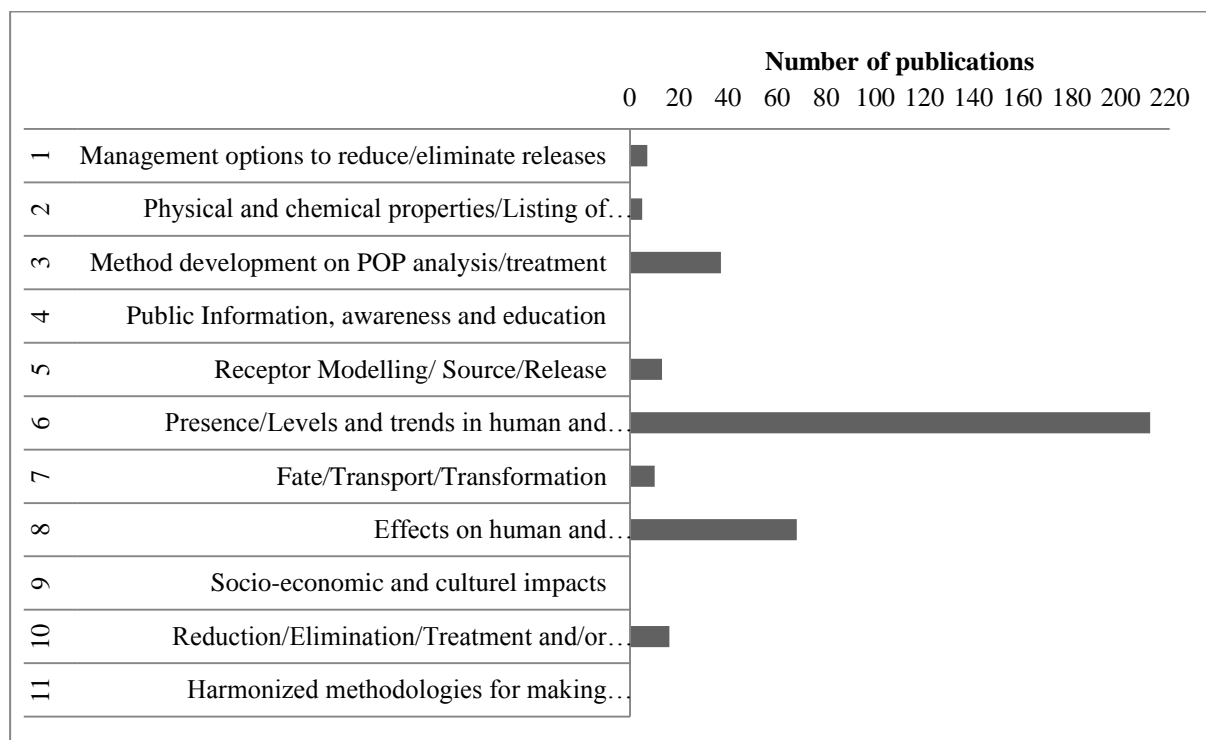 Number of publications
0 20 40 60 80 100 120 140 160 180 200 220
1 Management options to reduce/eliminate releases
2 Physical and chemical properties/Listing of…
3 Method development on POP analysis/treatment
4 Public Information, awareness and education
5 Receptor Modelling/ Source/Release
6 Presence/Levels and trends in human and…
7 Fate/Transport/Transformation
8 Effects on human and…
9 Socio-economic and culturel impacts
10 Reduction/Elimination/Treatment and/or…
11 Harmonized methodologies for making…